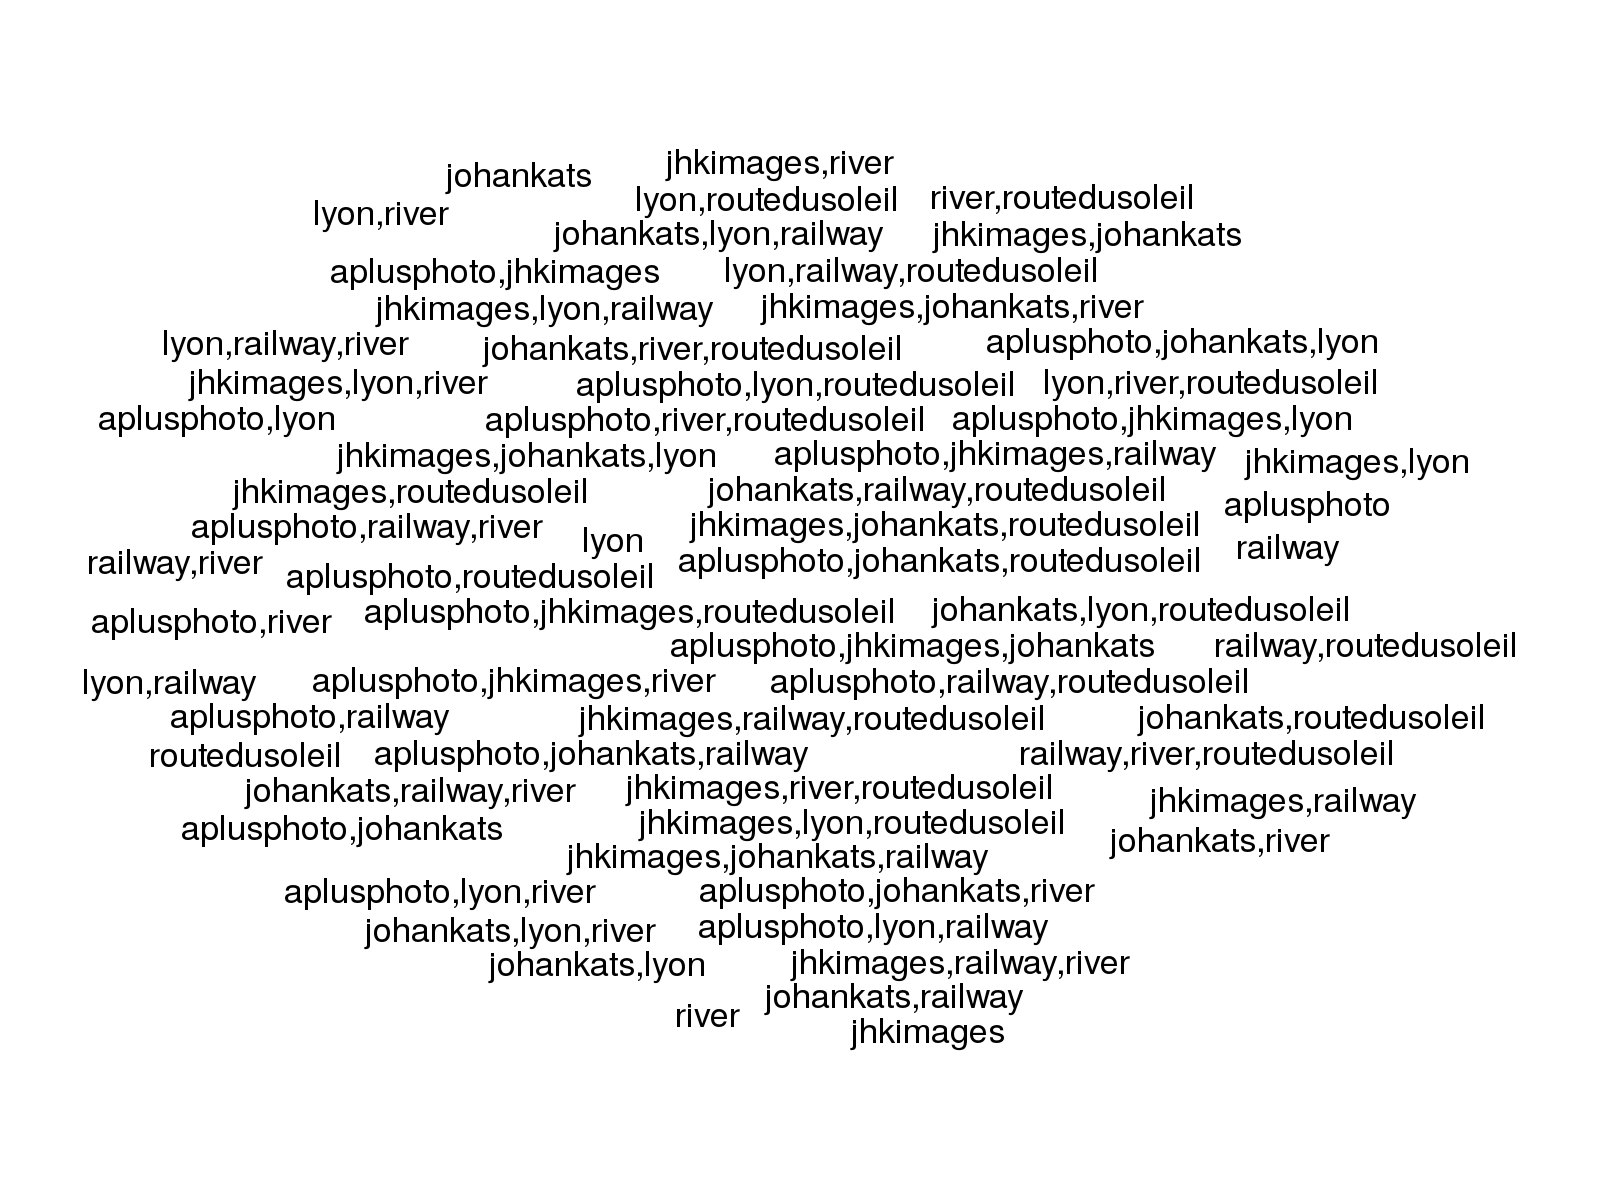 jhkimages,river
johankats
lyon,routedusoleil river,routedusoleil
lyon,river
johankats,lyon,railway jhkimages,johankats
aplusphoto,jhkimages lyon,railway,routedusoleil
jhkimages,lyon,railway jhkimages,johankats,river
lyon,railway,river johankats,river,routedusoleil aplusphoto,johankats,lyon
jhkimages,lyon,river aplusphoto,lyon,routedusoleil lyon,river,routedusoleil
aplusphoto,lyon aplusphoto,river,routedusoleil aplusphoto,jhkimages,lyon
jhkimages,johankats,lyon aplusphoto,jhkimages,railway jhkimages,lyon
jhkimages,routedusoleil johankats,railway,routedusoleil aplusphoto
aplusphoto,railway,river lyon jhkimages,johankats,routedusoleil railway
railway,river aplusphoto,routedusoleil aplusphoto,johankats,routedusoleil
aplusphoto,river aplusphoto,jhkimages,routedusoleil johankats,lyon,routedusoleil
aplusphoto,jhkimages,johankats railway,routedusoleil
lyon,railway aplusphoto,jhkimages,river aplusphoto,railway,routedusoleil
aplusphoto,railway jhkimages,railway,routedusoleil johankats,routedusoleil
routedusoleil aplusphoto,johankats,railway railway,river,routedusoleil
johankats,railway,river jhkimages,river,routedusoleil jhkimages,railway
aplusphoto,johankats jhkimages,lyon,routedusoleil johankats,river
jhkimages,johankats,railway
aplusphoto,lyon,river aplusphoto,johankats,river
johankats,lyon,river aplusphoto,lyon,railway
johankats,lyon jhkimages,railway,river
river johankats,railway
jhkimages